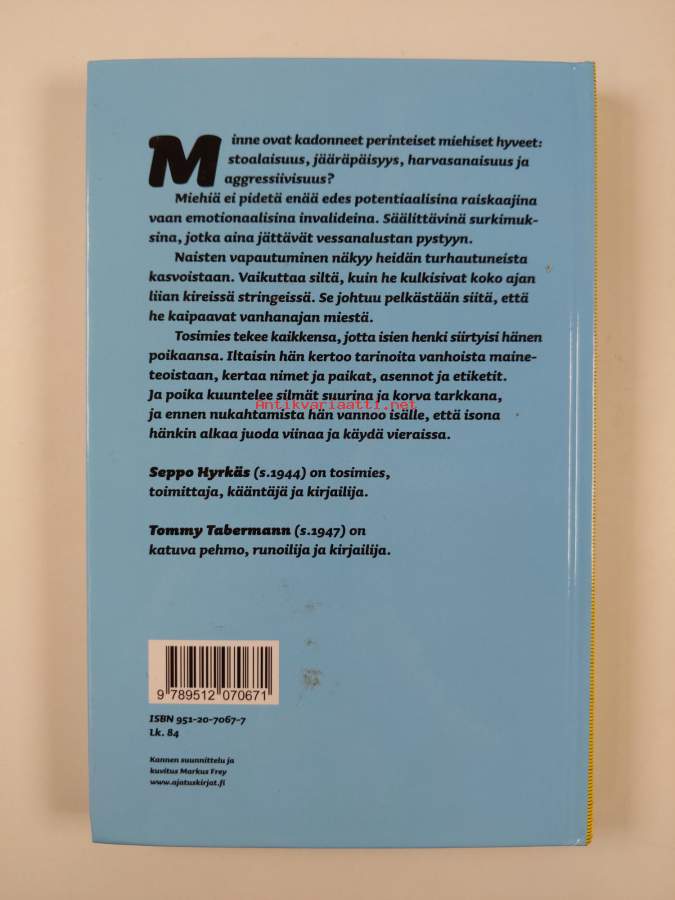 Minne ovat kadonneet perinteiset miehiset hyveet:
stoalaisuus, jääräpäisyys, harvasanaisuus ja
aggressiivisuus?
Miehiä ei pidetä enää edes potentiaalisina raiskaajina
vaan emotionaalisina invalideina. Säälittävinä surkimuk-
sina, jotka aina jättävät vessanalustan pystyyn.
Naisten vapautuminen näkyy heidän turhautuneista
kasvoistaan. Vaikuttaa siltä, kuin he kulkisivat koko ajan
liian kireissä stringeissä. Se johtuu pelkästään siitä, että
he kaipaavat vanhanajan miestä.
Tosimies tekee kaikkensa, jotta isien henki siirtyisi hänen
poikaansa. Iltaisin hän kertoo tarinoita vanhoista maine-
teoistaan, kertaa nimet ja paikat, asennot ja etiketit.
Ja poika kuuntelee silmät suurina ja korva tarkkana,
Antikvariaatti.net
ja ennen nukahtamista hän vannoo isälle, että isona
hänkin alkaa juoda viinaa ja käydä vieraissa.
Seppo Hyrkäs (s.1944) on tosimies,
toimittaja, kääntäjä ja kirjailija.
Tommy Tabermann (s.1947) on
katuva pehmo, runoilija ja kirjailija.
9 789512 070671
ISBN 951-20-7067-7
Lk. 84
Kannen suunnittelu ja
kuvitus Markus Frey
www.ajatuskirjat.fi